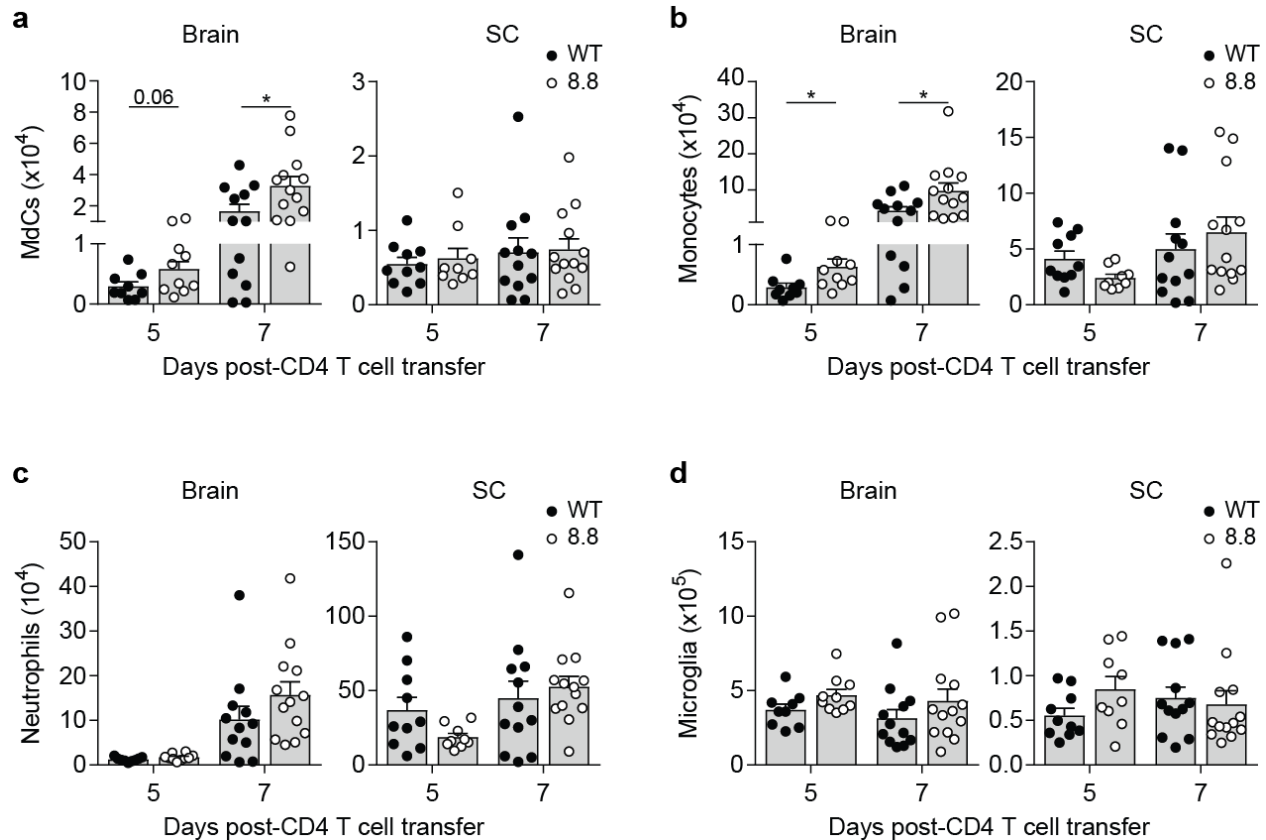 a
Brain
SC
WT
8.8
MdCs (x10⁴)
10
8
6
4
2
1
0
0.06
*
3
2
1
0
5
7
5
7
Days post-CD4 T cell transfer
b
Brain
SC
WT
8.8
Monocytes (x10⁴)
40
30
20
10
1
0
*
*
20
15
10
5
0
5
7
5
7
Days post-CD4 T cell transfer
c
Brain
SC
WT
8.8
Neutrophils (10⁴)
50
40
30
20
10
0
150
100
50
0
5
7
5
7
Days post-CD4 T cell transfer
d
Brain
SC
WT
8.8
Microglia (x10⁵)
15
10
5
0
2.5
2.0
1.5
1.0
0.5
0.0
5
7
5
7
Days post-CD4 T cell transfer